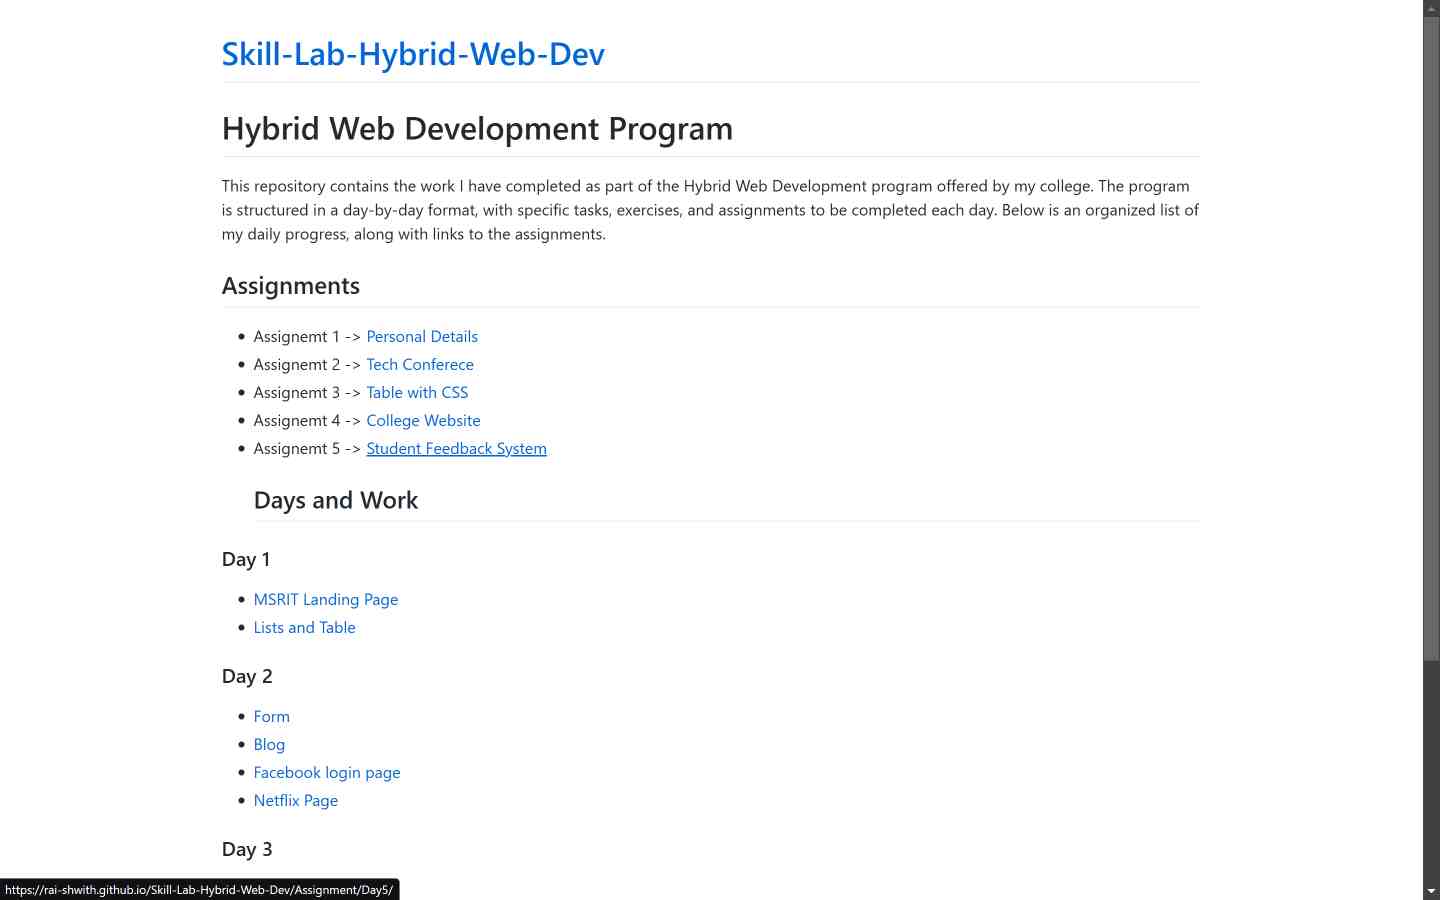 Skill-Lab-Hybrid-Web-Dev
Hybrid Web Development Program
This repository contains the work I have completed as part of the Hybrid Web Development program offered by my college. The program
is structured in a day-by-day format, with specific tasks, exercises, and assignments to be completed each day. Below is an organized list of
my daily progress, along with links to the assignments.
Assignments
• Assignemt 1 -> Personal Details
• Assignemt 2 -> Tech Conferece
• Assignemt 3 -> Table with CSS
• Assignemt 4 -> College Website
• Assignemt 5 -> Student Feedback System
Days and Work
Day 1
• MSRIT Landing Page
• Lists and Table
Day 2
• Form
• Blog
• Facebook login page
• Netflix Page
Day 3
https://rai-shwith.github.io/Skill-Lab-Hybrid-Web-Dev/Assignment/Day5/